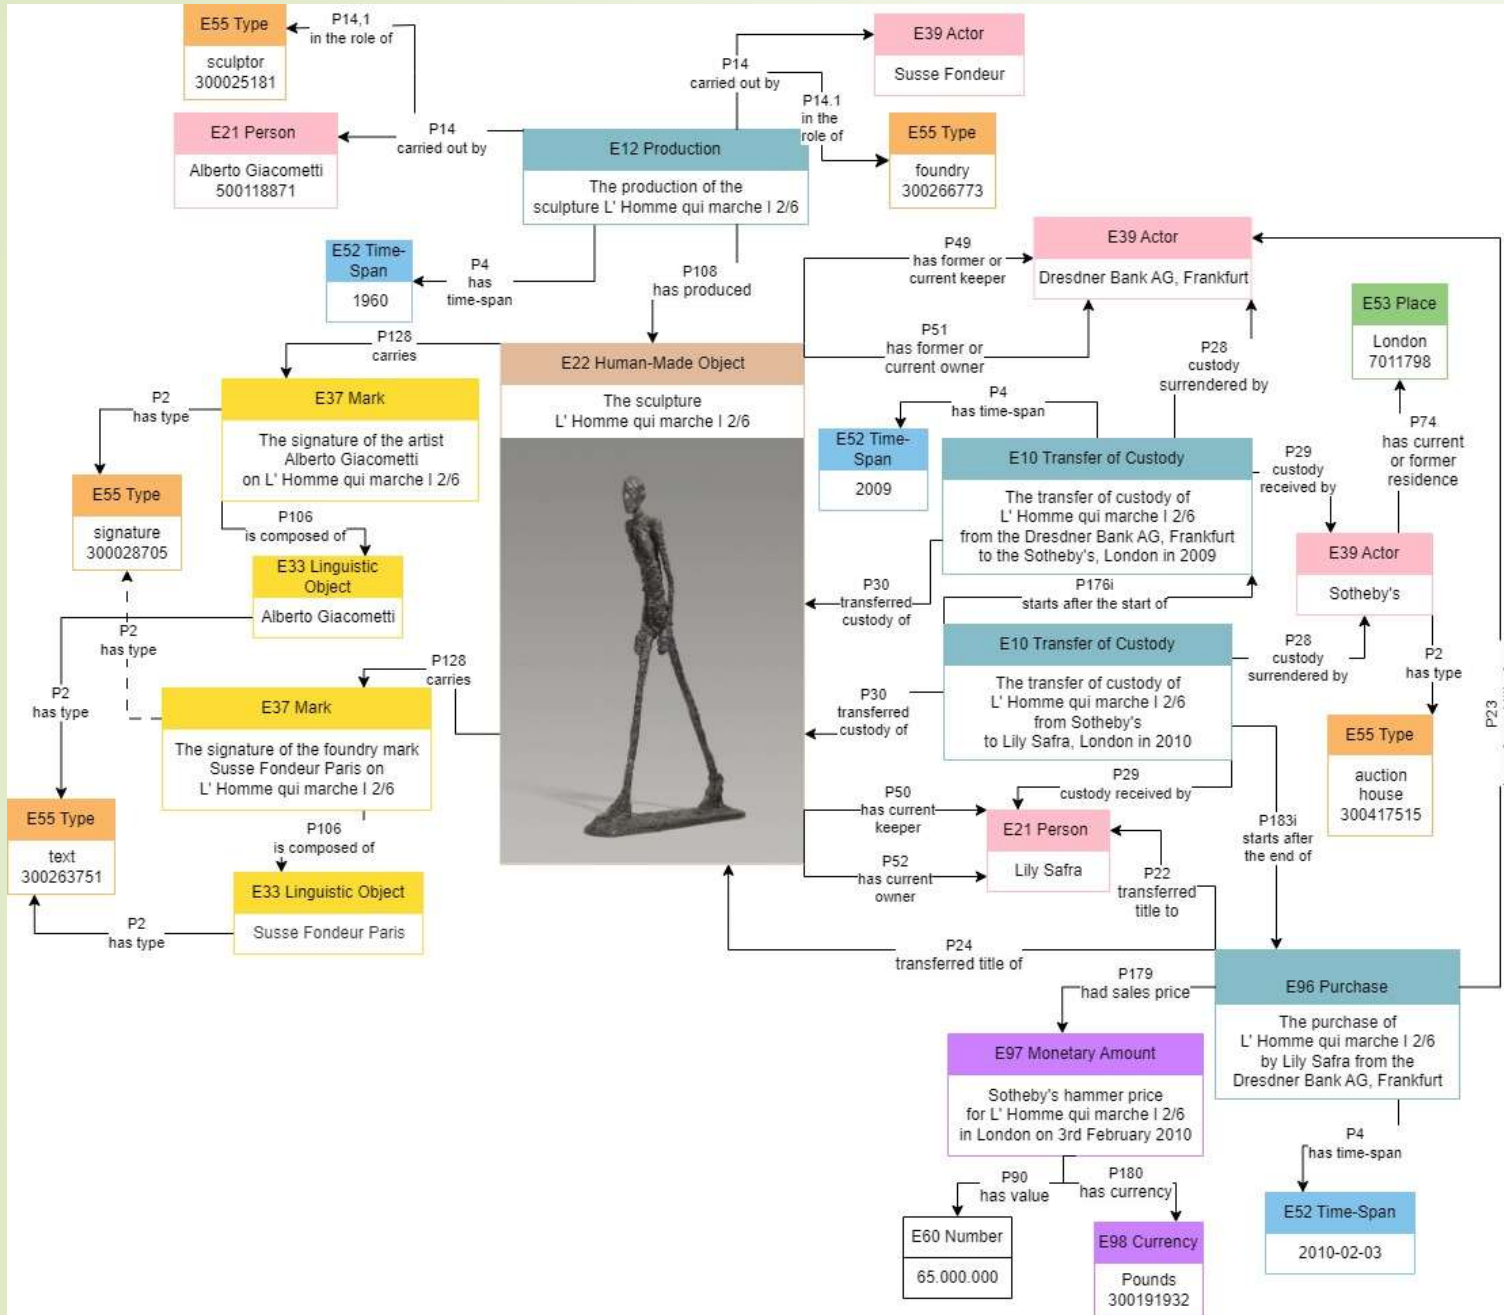 E55 Type
sculptor
300025181
P14,1
in the role of
E21 Person
Alberto Giacometti
500118871
P14
carried out by
E12 Production
The production of the
sculpture L' Homme qui marche I 2/6
P14
carried out by
E39 Actor
Susse Fondeur
P14.1
in the
role of
E55 Type
foundry
300266773
E52 Time-
Span
1960
P4
has
time-span
P108
has produced
P49
has former or
current keeper
E39 Actor
Dresdner Bank AG, Frankfurt
P51
has former or
current owner
P28
custody
surrendered by
E53 Place
London
7011798
P128
carries
E22 Human-Made Object
The sculpture
L' Homme qui marche I 2/6
P2
has type
E37 Mark
The signature of the artist
Alberto Giacometti
on L' Homme qui marche I 2/6
P4
has time-span
E52 Time-
Span
2009
E10 Transfer of Custody
The transfer of custody of
L' Homme qui marche I 2/6
from the Dresdner Bank AG, Frankfurt
to the Sotheby's, London in 2009
P29
custody
received by
P74
has current
or former
residence
E55 Type
signature
300028705
P106
is composed of
E33 Linguistic
Object
Alberto Giacometti
P30
transferred
custody of
P176i
starts after the start of
E39 Actor
Sotheby's
P2
has type
P2
has type
P128
carries
E37 Mark
The signature of the foundry mark
Susse Fondeur Paris on
L' Homme qui marche I 2/6
P30
transferred
custody of
E10 Transfer of Custody
The transfer of custody of
L' Homme qui marche I 2/6
from Sotheby's
to Lily Safra, London in 2010
P28
custody
surrendered by
P2
has type
P23
E55 Type
auction
house
300417515
P29
custody received by
P50
has current
keeper
E21 Person
Lily Safra
P52
has current
owner
P22
transferred
title to
P183i
starts after
the end of
E55 Type
text
300263751
P106
is composed of
E33 Linguistic Object
Susse Fondeur Paris
P2
has type
P24
transferred title of
P179
had sales price
E96 Purchase
The purchase of
L' Homme qui marche I 2/6
by Lily Safra from the
Dresdner Bank AG, Frankfurt
E97 Monetary Amount
Sotheby's hammer price
for L' Homme qui marche I 2/6
in London on 3rd February 2010
P4
has time-span
P90
has value
P180
has currency
E52 Time-Span
2010-02-03
E60 Number
65.000.000
E98 Currency
Pounds
300191932